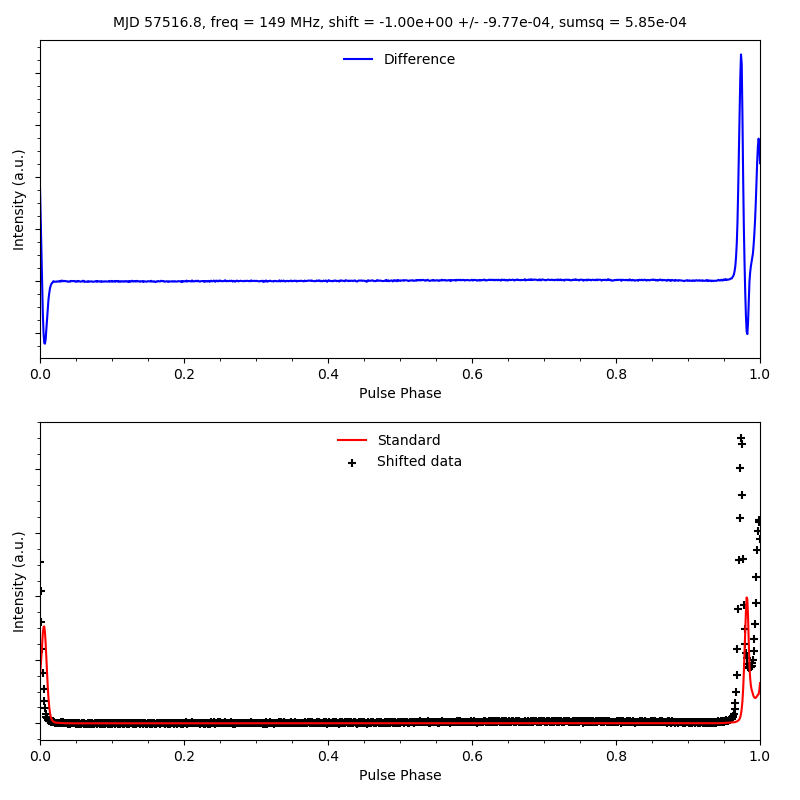 MJD 57516.8, freq = 149 MHz, shift = -1.00e+00 +/- -9.77e-04, sumsq = 5.85e-04
Difference
Intensity (a.u.)
0.0 0.2 0.4 0.6 0.8 1.0
Pulse Phase
Standard
Shifted data
Intensity (a.u.)
0.0 0.2 0.4 0.6 0.8 1.0
Pulse Phase